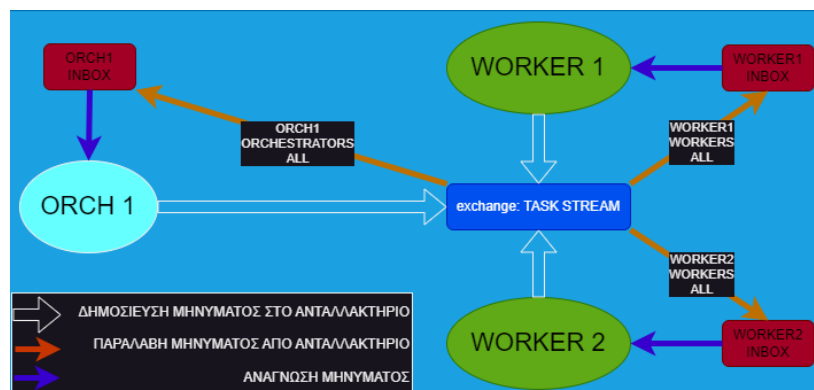 ORCH1
INBOX
WORKER 1
WORKER1
INBOX
ORCH1
ORCHESTRATORS
ALL
WORKER1
WORKERS
ALL
ORCH 1
exchange: TASK STREAM
WORKER2
WORKERS
ALL
ΔΗΜΟΣΙΕΥΣΗ ΜΗΝΥΜΑΤΟΣ ΣΤΟ ΑΝΤΑΛΛΑΚΤΗΡΙΟ
ΠΑΡΑΛΑΒΗ ΜΗΝΥΜΑΤΟΣ ΑΠΟ ΑΝΤΑΛΛΑΚΤΗΡΙΟ
ΑΝΑΓΝΩΣΗ ΜΗΝΥΜΑΤΟΣ
WORKER 2
WORKER2
INBOX